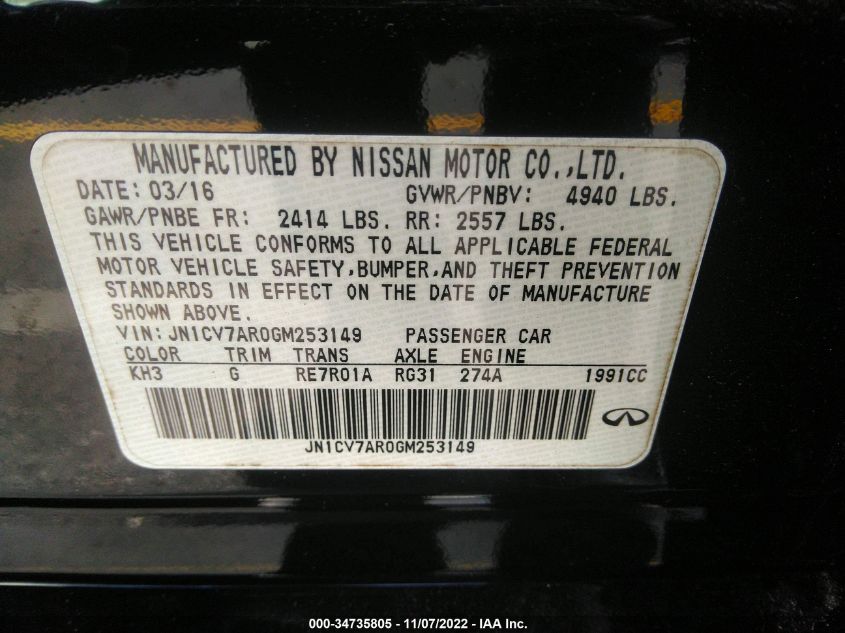 MANUFACTURED BY NISSAN MOTOR CO.,LTD.
DATE: 03/16 GVWR/PNBV: 4940 LBS.
GAWR/PNBE FR: 2414 LBS. RR: 2557 LBS.
THIS VEHICLE CONFORMS TO ALL APPLICABLE FEDERAL
MOTOR VEHICLE SAFETY,BUMPER,AND THEFT PREVENTION
STANDARDS IN EFFECT ON THE DATE OF MANUFACTURE
SHOWN ABOVE.
VIN: JN1CV7AR0GM253149 PASSENGER CAR
COLOR TRIM TRANS AXLE ENGINE
KH3 G RE7R01A RG31 274A 1991CC
JN1CV7AR0GM253149
000-34735805 - 11/07/2022 - IAA Inc.